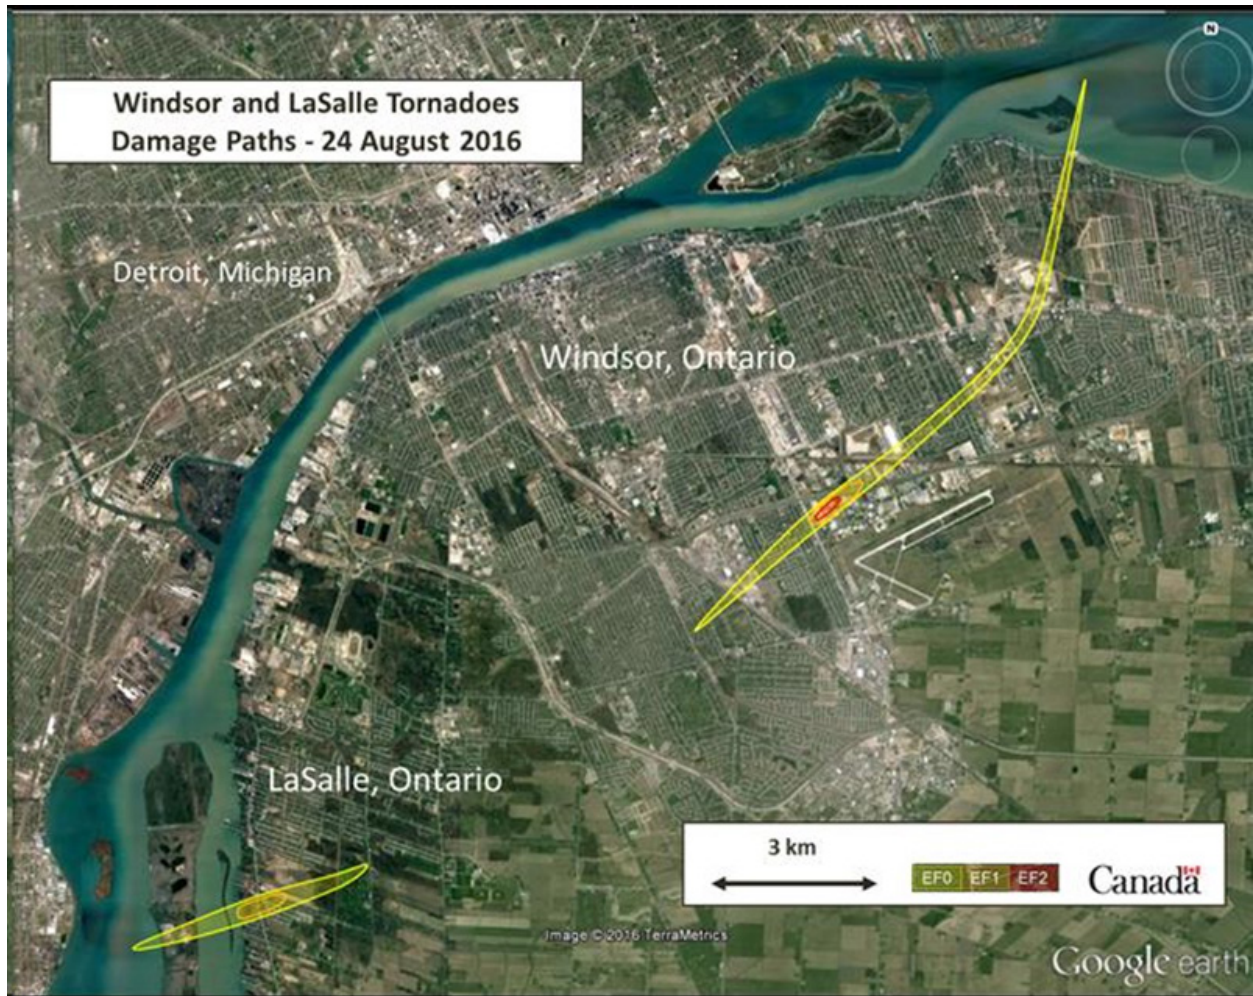 N
Windsor and LaSalle Tornadoes
Damage Paths - 24 August 2016
Detroit, Michigan
Windsor, Ontario
LaSalle, Ontario
3 km
EF0 EF1 EF2
Canada
Image © 2016 TerraMetrics
Google earth